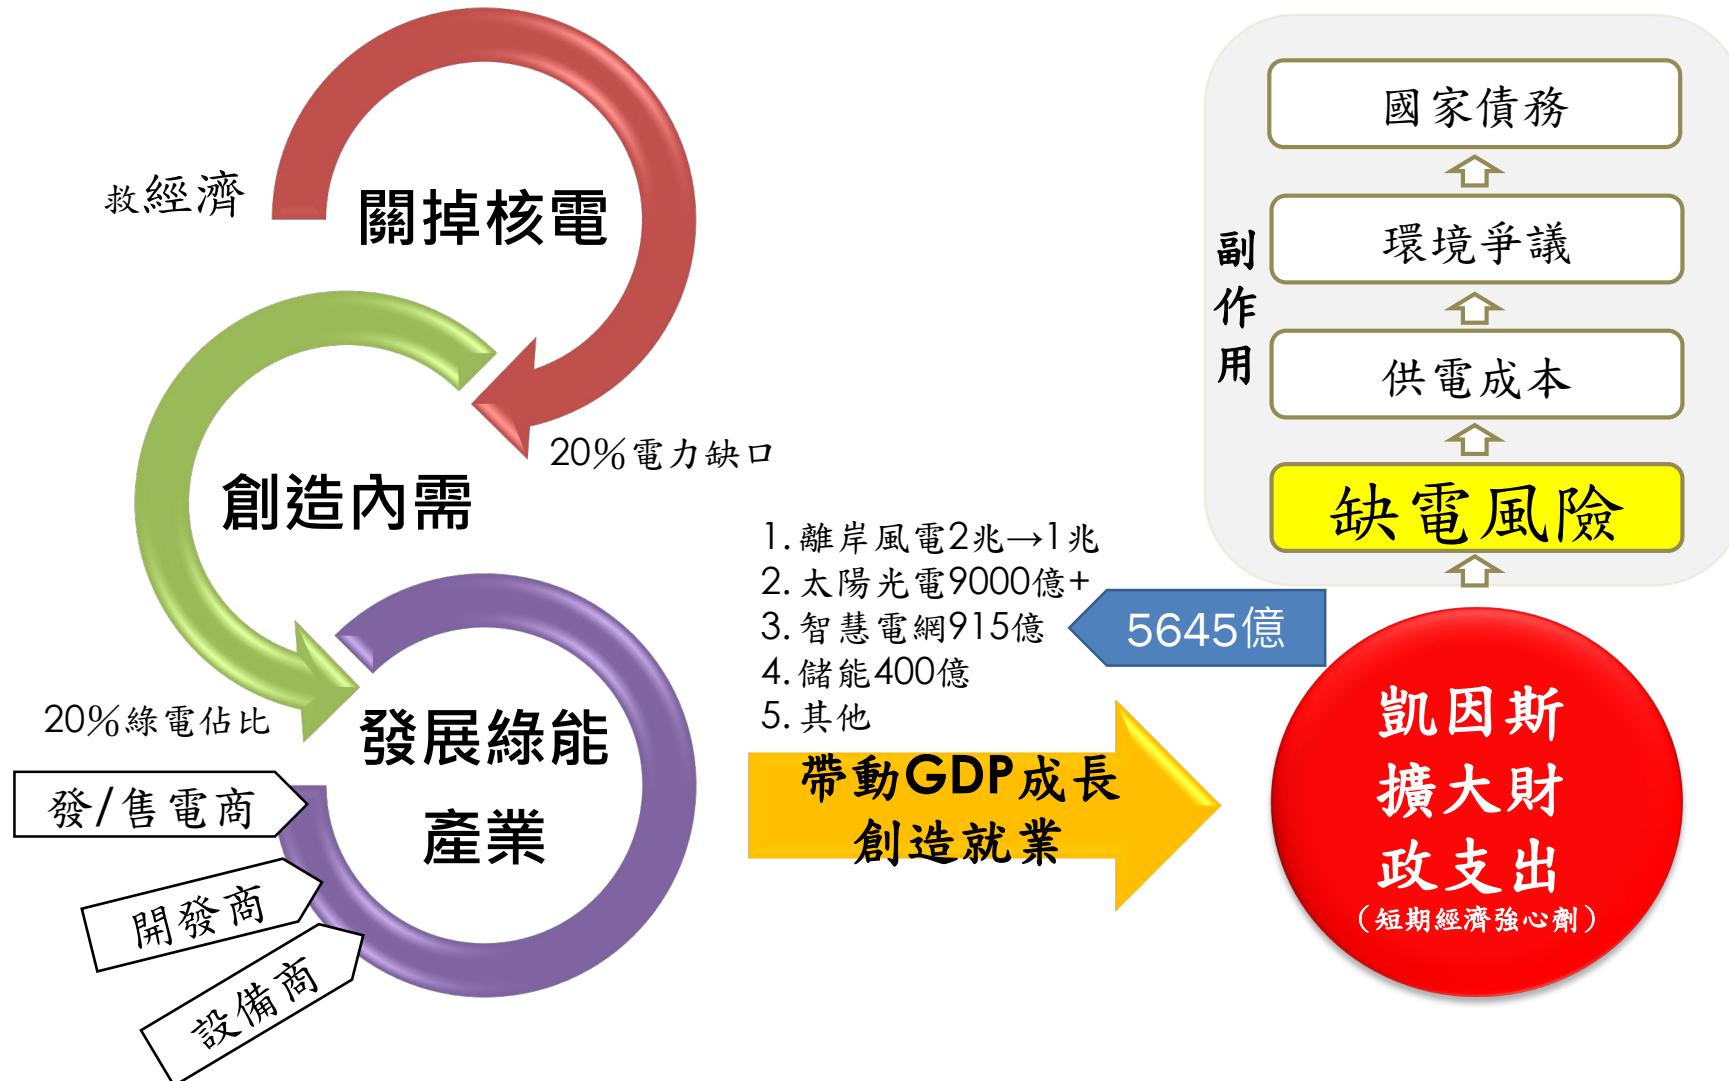 救經濟
關掉核電
20%電力缺口
創造內需
20%綠電佔比
發展綠能
產業
發/售電商
開發商
設備商
1. 離岸風電2兆→1兆
2. 太陽光電9000億+
3. 智慧電網915億
4. 儲能400億
5. 其他
5645億
帶動GDP成長
創造就業
凱因斯
擴大財
政支出
（短期經濟強心劑）
副作用
國家債務
環境爭議
供電成本
缺電風險